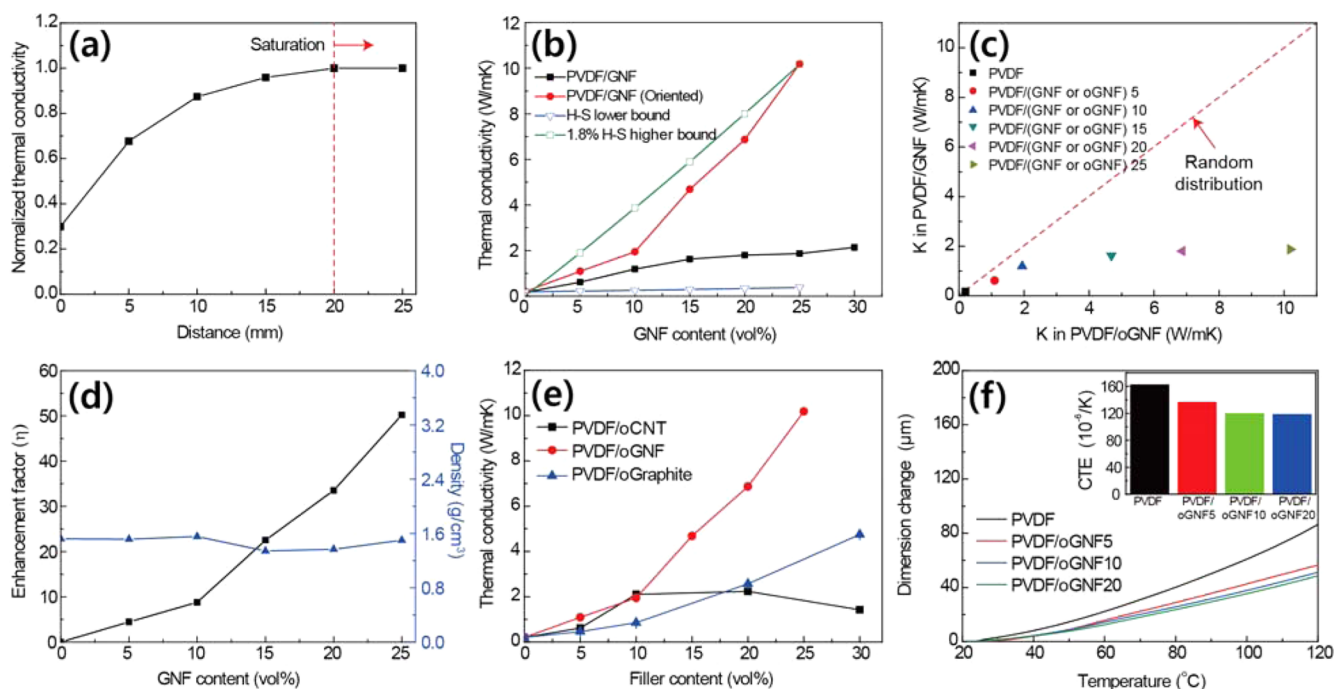 (a)
Saturation
1.2
1.0
0.8
0.6
0.4
0.2
0.0
Normalized thermal conductivity
0
5
10
15
20
25
Distance (mm)
(b)
PVDF/GNF
PVDF/GNF (Oriented)
H-S lower bound
1.8% H-S higher bound
12
10
8
6
4
2
0
Thermal conductivity (W/mK)
0
5
10
15
20
25
30
GNF content (vol%)
(c)
PVDF
PVDF/(GNF or oGNF) 5
PVDF/(GNF or oGNF) 10
PVDF/(GNF or oGNF) 15
PVDF/(GNF or oGNF) 20
PVDF/(GNF or oGNF) 25
Random
distribution
10
8
6
4
2
0
K in PVDF/GNF (W/mK)
0
2
4
6
8
10
K in PVDF/oGNF (W/mK)
(d)
60
50
40
30
20
10
0
Enhancement factor (η)
4.0
3.2
2.4
1.6
0.8
0.0
Density (g/cm³)
0
5
10
15
20
25
GNF content (vol%)
(e)
PVDF/oCNT
PVDF/oGNF
PVDF/oGraphite
12
10
8
6
4
2
0
Thermal conductivity (W/mK)
0
5
10
15
20
25
30
Filler content (vol%)
(f)
200
160
120
80
40
0
Dimension change (μm)
CTE (10⁻⁶/K)
160
120
80
40
0
PVDF
PVDF/
oGNF5
PVDF/
oGNF10
PVDF/
oGNF20
PVDF
PVDF/oGNF5
PVDF/oGNF10
PVDF/oGNF20
20
40
60
80
100
120
Temperature (°C)